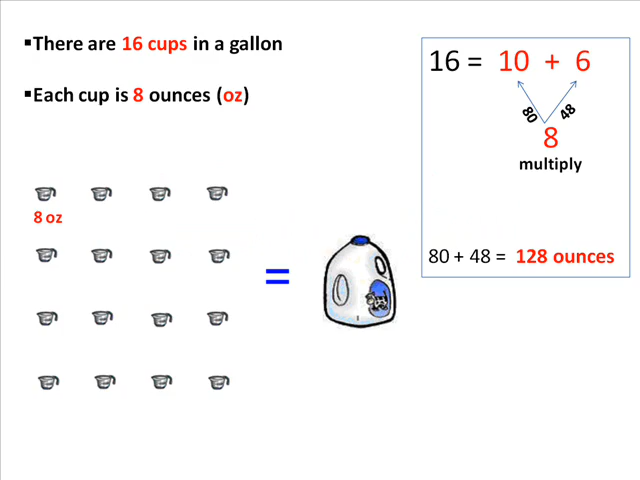 ▪There are 16 cups in a gallon
▪Each cup is 8 ounces (oz)
16 = 10 + 6
80 48
8
multiply
80 + 48 = 128 ounces
8 oz
=